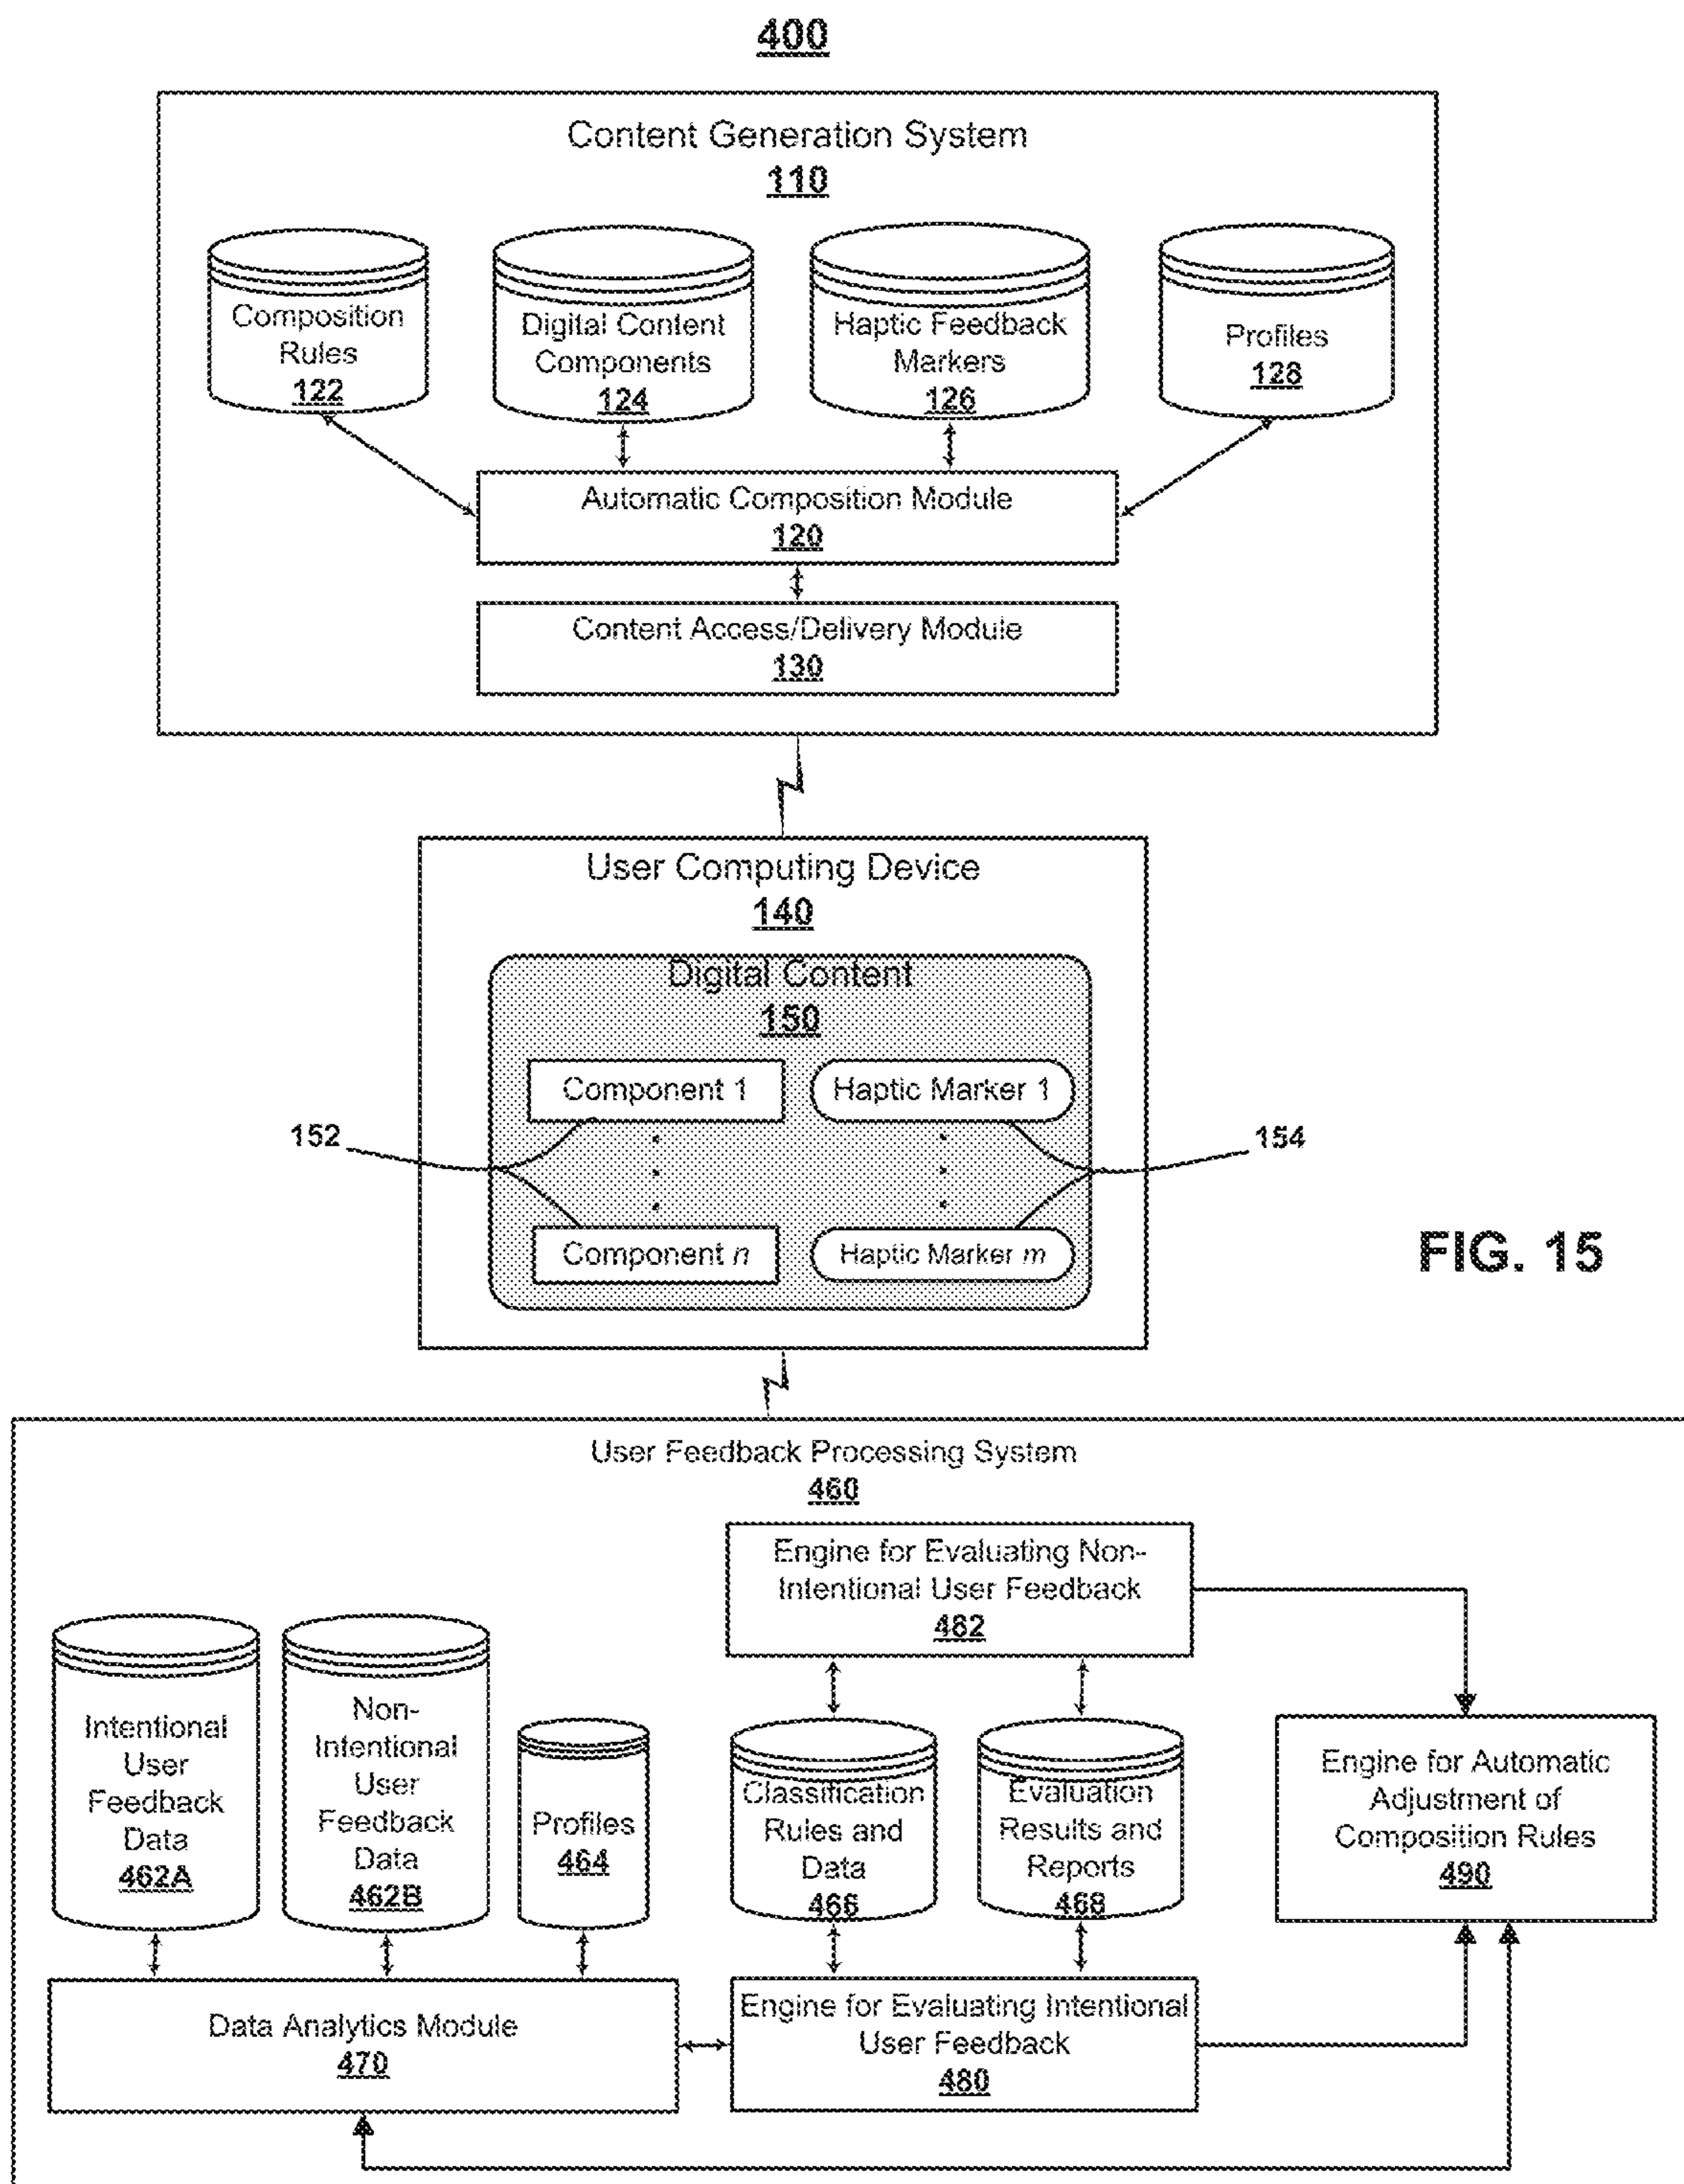 400
Content Generation System
110
Composition
Rules
122
Digital Content
Components
124
Haptic Feedback
Markers
126
Profiles
128
Automatic Composition Module
120
Content Access/Delivery Module
130
User Computing Device
140
Digital Content
150
Component 1
Haptic Marker 1
152
154
Component n
Haptic Marker m
FIG. 15
User Feedback Processing System
460
Engine for Evaluating Non-
Intentional User Feedback
482
Intentional
User
Feedback
Data
462A
Non-
Intentional
User
Feedback
Data
462B
Profiles
464
Classification
Rules and
Data
466
Evaluation
Results and
Reports
468
Engine for Automatic
Adjustment of
Composition Rules
490
Data Analytics Module
470
Engine for Evaluating Intentional
User Feedback
480